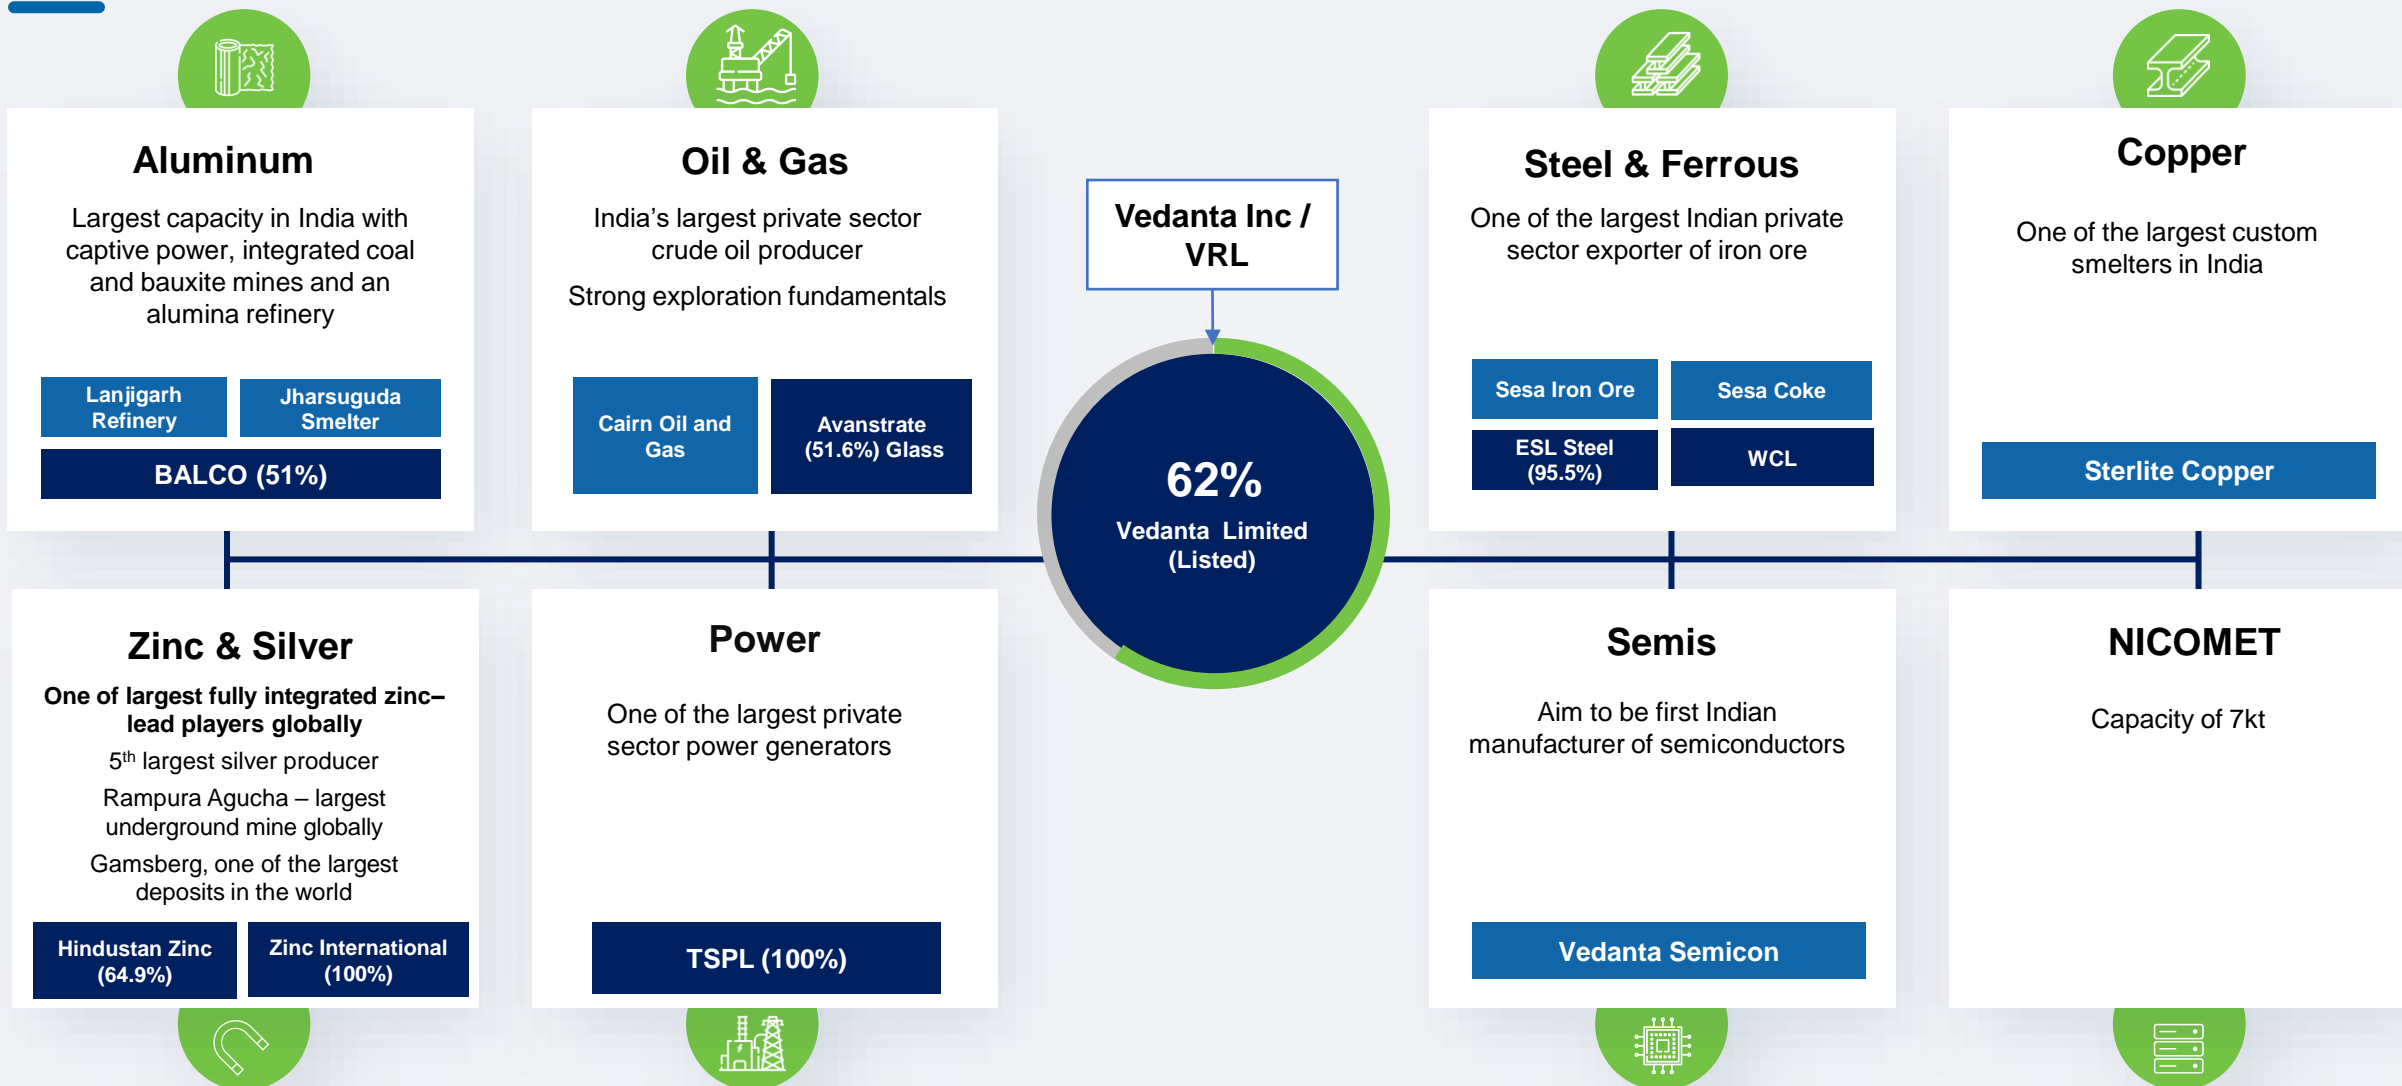 Aluminum
Largest capacity in India with
captive power, integrated coal
and bauxite mines and an
alumina refinery
Lanjigarh
Refinery
Jharsuguda
Smelter
BALCO (51%)
Oil & Gas
India’s largest private sector
crude oil producer
Strong exploration fundamentals
Cairn Oil and
Gas
Avanstrate
(51.6%) Glass
Vedanta Inc /
VRL
62%
Vedanta Limited
(Listed)
Steel & Ferrous
One of the largest Indian private
sector exporter of iron ore
Sesa Iron Ore
Sesa Coke
ESL Steel
(95.5%)
WCL
Copper
One of the largest custom
smelters in India
Sterlite Copper
Zinc & Silver
One of largest fully integrated zinc–
lead players globally
5th largest silver producer
Rampura Agucha – largest
underground mine globally
Gamsberg, one of the largest
deposits in the world
Hindustan Zinc
(64.9%)
Zinc International
(100%)
Power
One of the largest private
sector power generators
TSPL (100%)
Semis
Aim to be first Indian
manufacturer of semiconductors
Vedanta Semicon
NICOMET
Capacity of 7kt